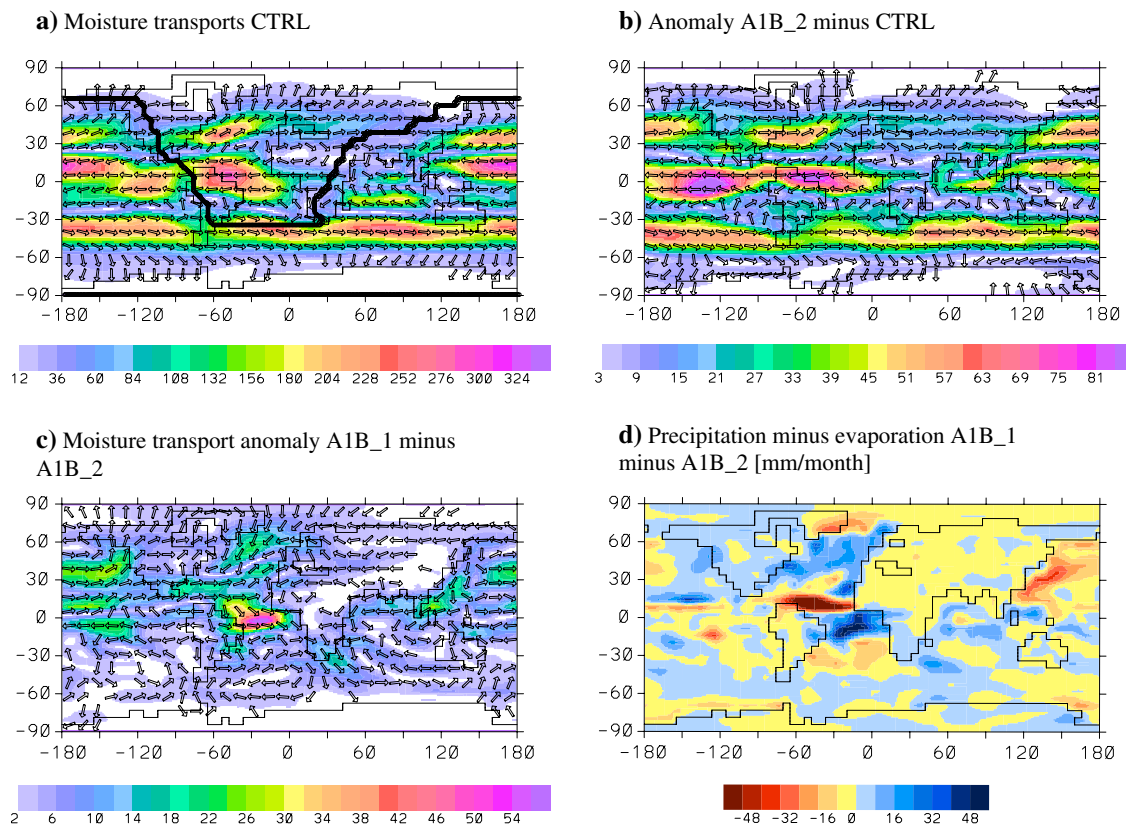 a) Moisture transports CTRL
90
60
30
0
-30
-60
-90
-180 -120 -60 0 60 120 180
12 36 60 84 108 132 156 180 204 228 252 276 300 324
b) Anomaly A1B_2 minus CTRL
90
60
30
0
-30
-60
-90
-180 -120 -60 0 60 120 180
3 9 15 21 27 33 39 45 51 57 63 69 75 81
c) Moisture transport anomaly A1B_1 minus
A1B_2
90
60
30
0
-30
-60
-90
-180 -120 -60 0 60 120 180
2 6 10 14 18 22 26 30 34 38 42 46 50 54
d) Precipitation minus evaporation A1B_1
minus A1B_2 [mm/month]
90
60
30
0
-30
-60
-90
-180 -120 -60 0 60 120 180
-48 -32 -16 0 16 32 48